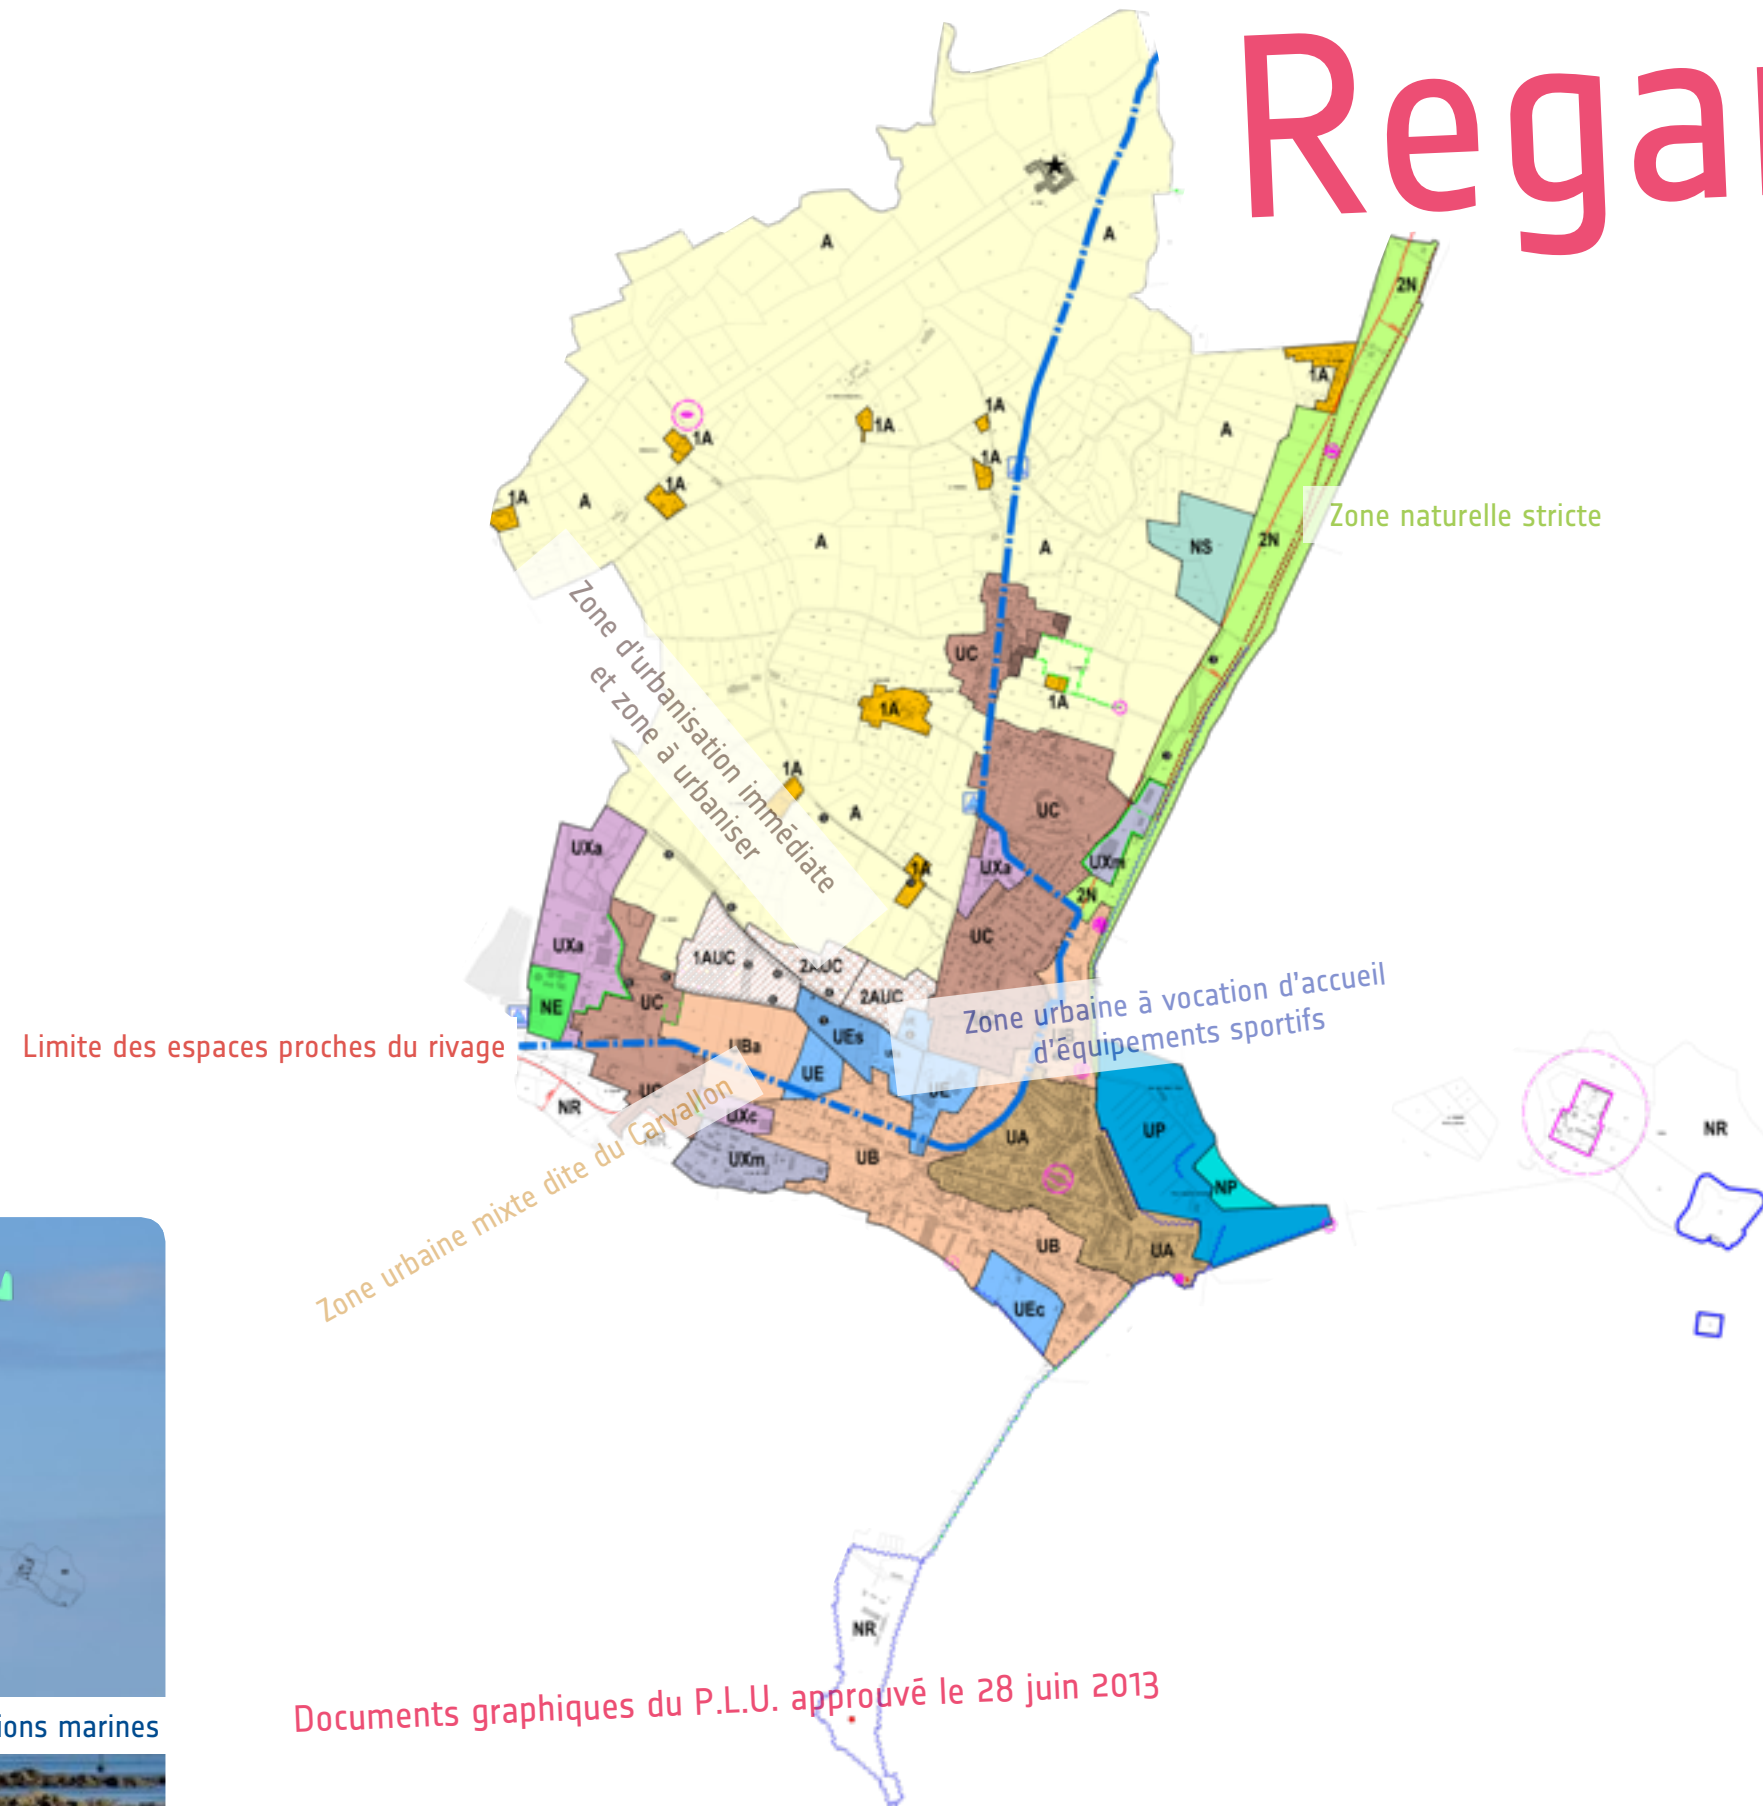 Regar
2N
A
A
1A
1A
1A
1A
1A
A
1A
1A
A
Zone naturelle stricte
A
A
NS
2N
Zone d'urbanisation immédiate
et zone à urbaniser
UC
1A
1A
1A
A
UC
UXa
UXa
UXm
1A
2N
UC
UXa
1AUC
2AUC
2AUC
NE
UC
Zone urbaine à vocation d'accueil
d'équipements sportifs
Limite des espaces proches du rivage
UBa
UEs
UE
UE
UC
NR
UXc
NR
Zone urbaine mixte dite du Carvallon
UXm
UB
UA
UP
NP
NR
UB
UA
UEc
NR
Documents graphiques du P.L.U. approuvé le 28 juin 2013
ions marines